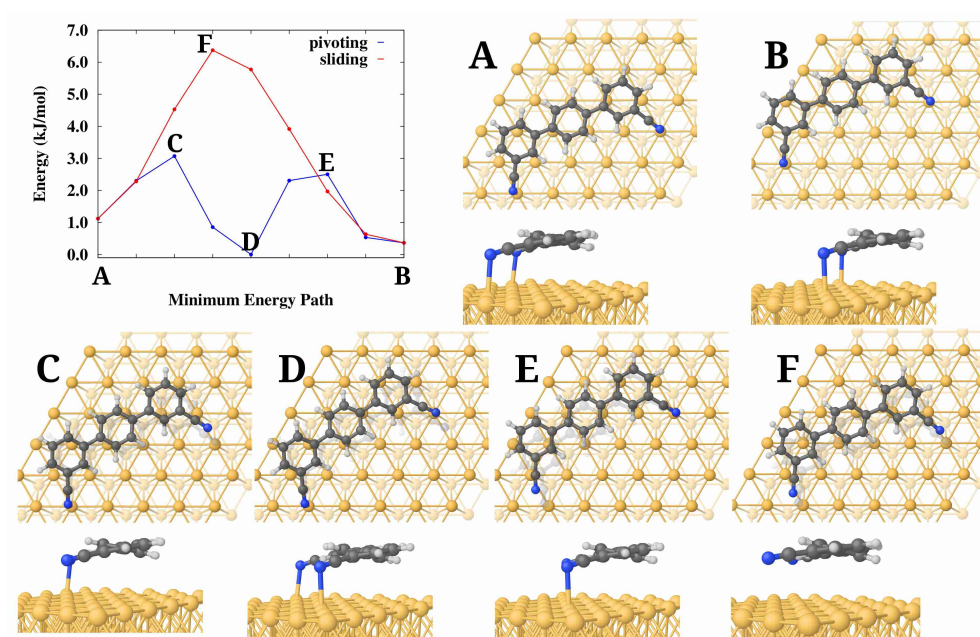 7.0
6.0
5.0
4.0
3.0
2.0
1.0
0.0
Energy (kJ/mol)
pivoting
sliding
F
C
E
D
A
B
Minimum Energy Path
A
B
C
D
E
F